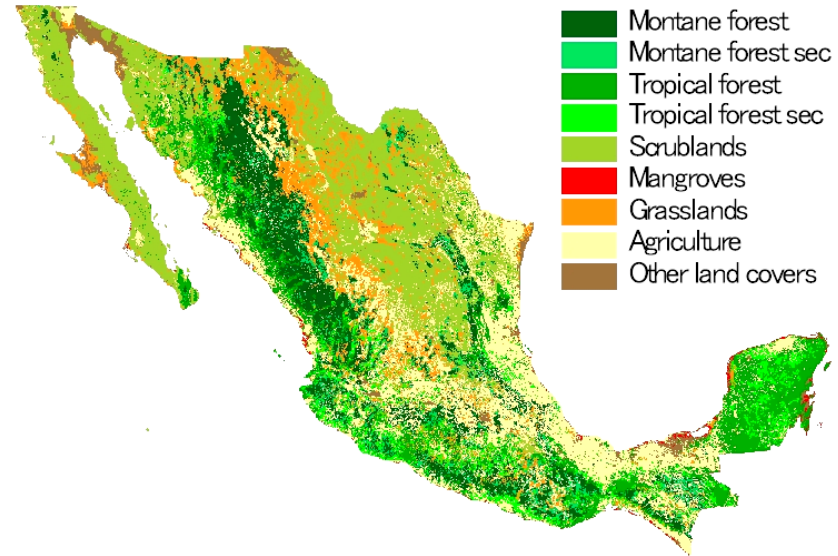 Montane forest
Montane forest sec
Tropical forest
Tropical forest sec
Scrublands
Mangroves
Grasslands
Agriculture
Other land covers